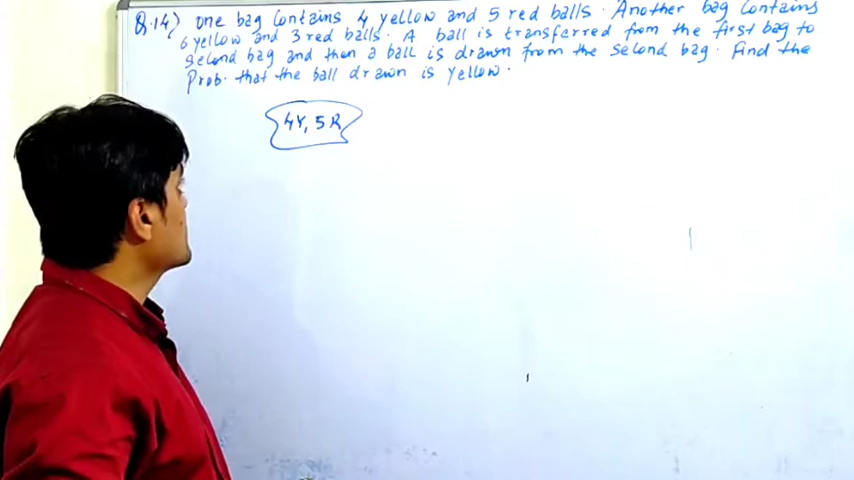 Q.14) One bag contains 4 yellow and 5 red balls. Another bag contains
6 yellow and 3 red balls. A ball is transferred from the first bag to
second bag and then a ball is drawn from the second bag. Find the
Prob. that the ball drawn is yellow.
4Y, 5R